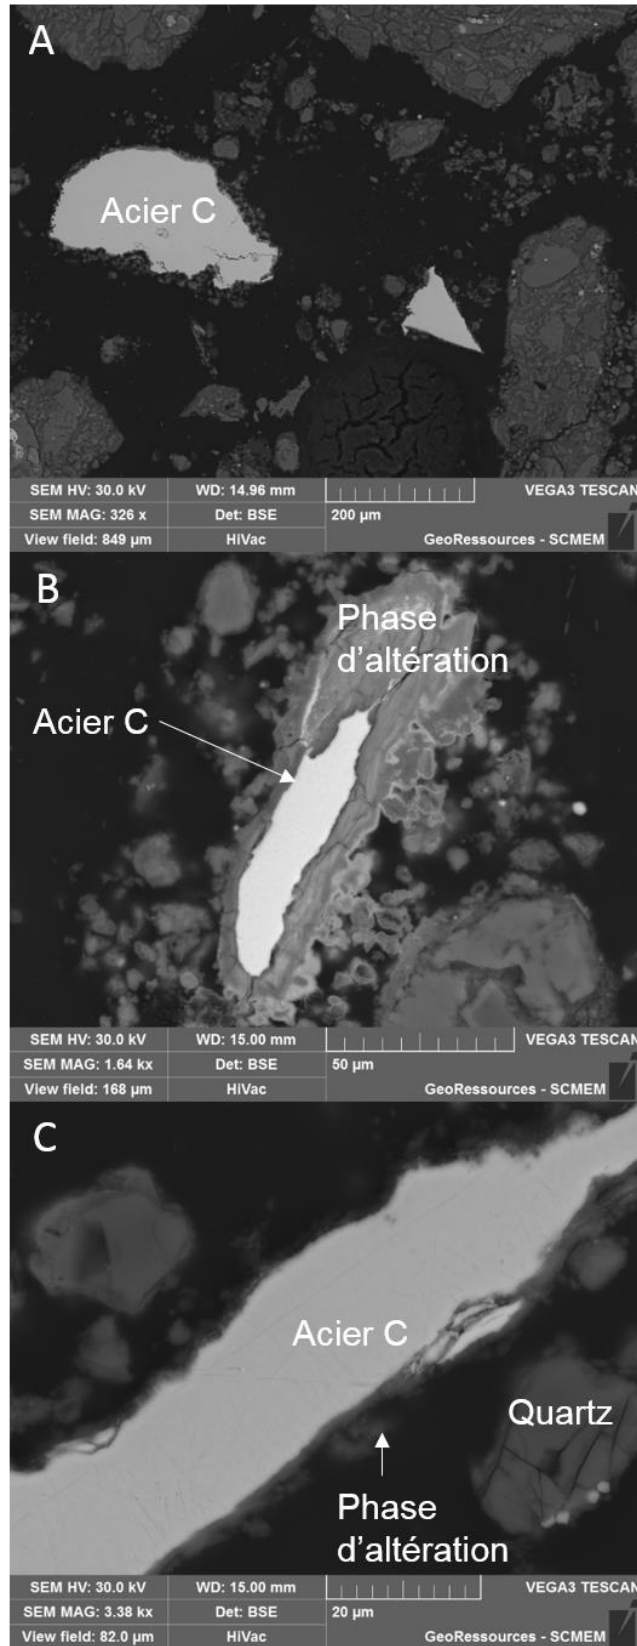 A
Acier C
SEM HV: 30.0 kV WD: 14.96 mm VEGA3 TESCAN
SEM MAG: 326 x Det: BSE 200 µm
View field: 849 µm HiVac GeoRessources - SCMEM
B
Phase
d'altération
Acier C
SEM HV: 30.0 kV WD: 15.00 mm VEGA3 TESCAN
SEM MAG: 1.64 kx Det: BSE 50 µm
View field: 168 µm HiVac GeoRessources - SCMEM
C
Acier C
Quartz
Phase
d'altération
SEM HV: 30.0 kV WD: 15.00 mm VEGA3 TESCAN
SEM MAG: 3.38 kx Det: BSE 20 µm
View field: 82.0 µm HiVac GeoRessources - SCMEM